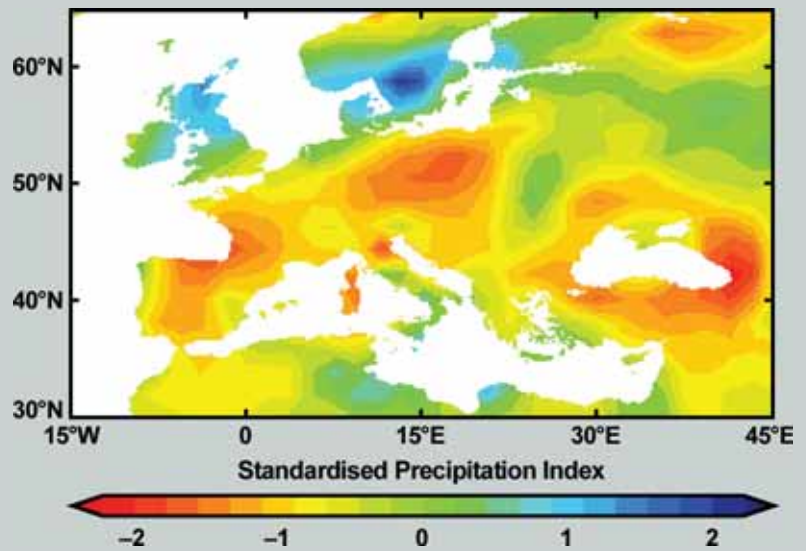 60°N
50°N
40°N
30°N
15°W 0 15°E 30°E 45°E
Standardised Precipitation Index
–2 –1 0 1 2